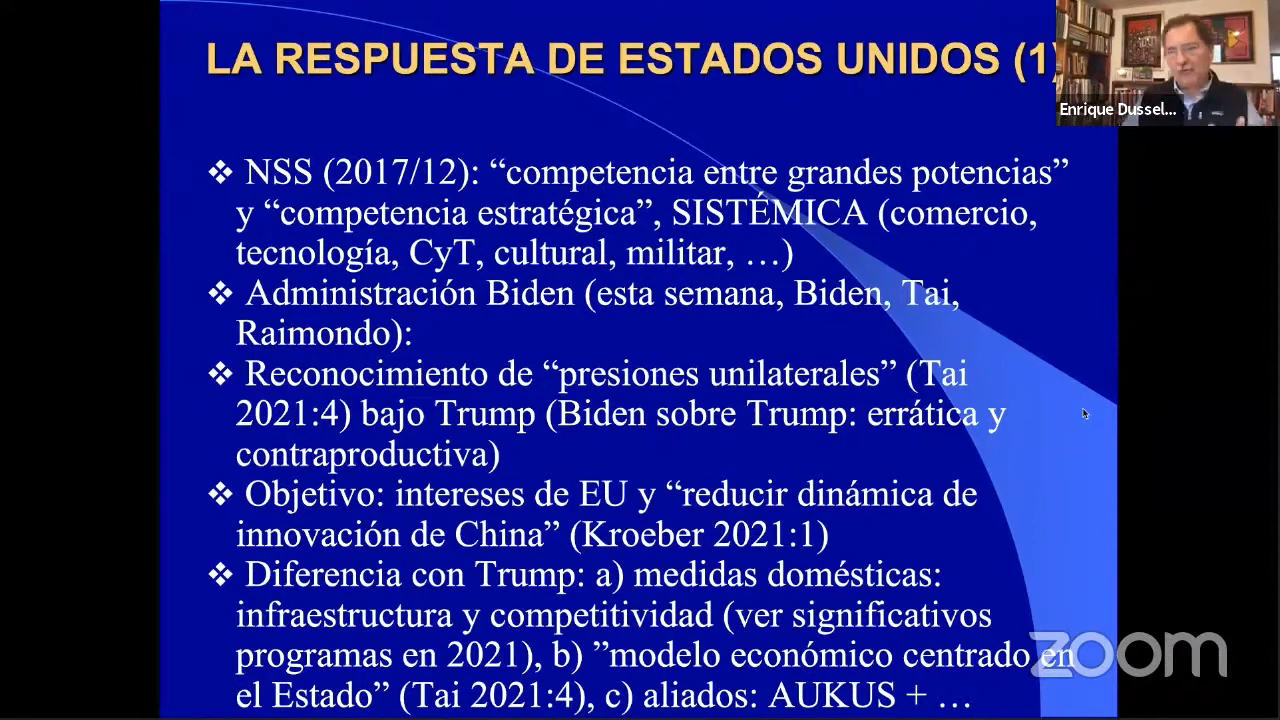 LA RESPUESTA DE ESTADOS UNIDOS (1)
Enrique Dussel...
❖ NSS (2017/12): “competencia entre grandes potencias”
y “competencia estratégica”, SISTÉMICA (comercio,
tecnología, CyT, cultural, militar, …)
❖ Administración Biden (esta semana, Biden, Tai,
Raimondo):
❖ Reconocimiento de “presiones unilaterales” (Tai
2021:4) bajo Trump (Biden sobre Trump: errática y
contraproductiva)
❖ Objetivo: intereses de EU y “reducir dinámica de
innovación de China” (Kroeber 2021:1)
❖ Diferencia con Trump: a) medidas domésticas:
infraestructura y competitividad (ver significativos
programas en 2021), b) ”modelo económico centrado en
el Estado” (Tai 2021:4), c) aliados: AUKUS + …
zoom